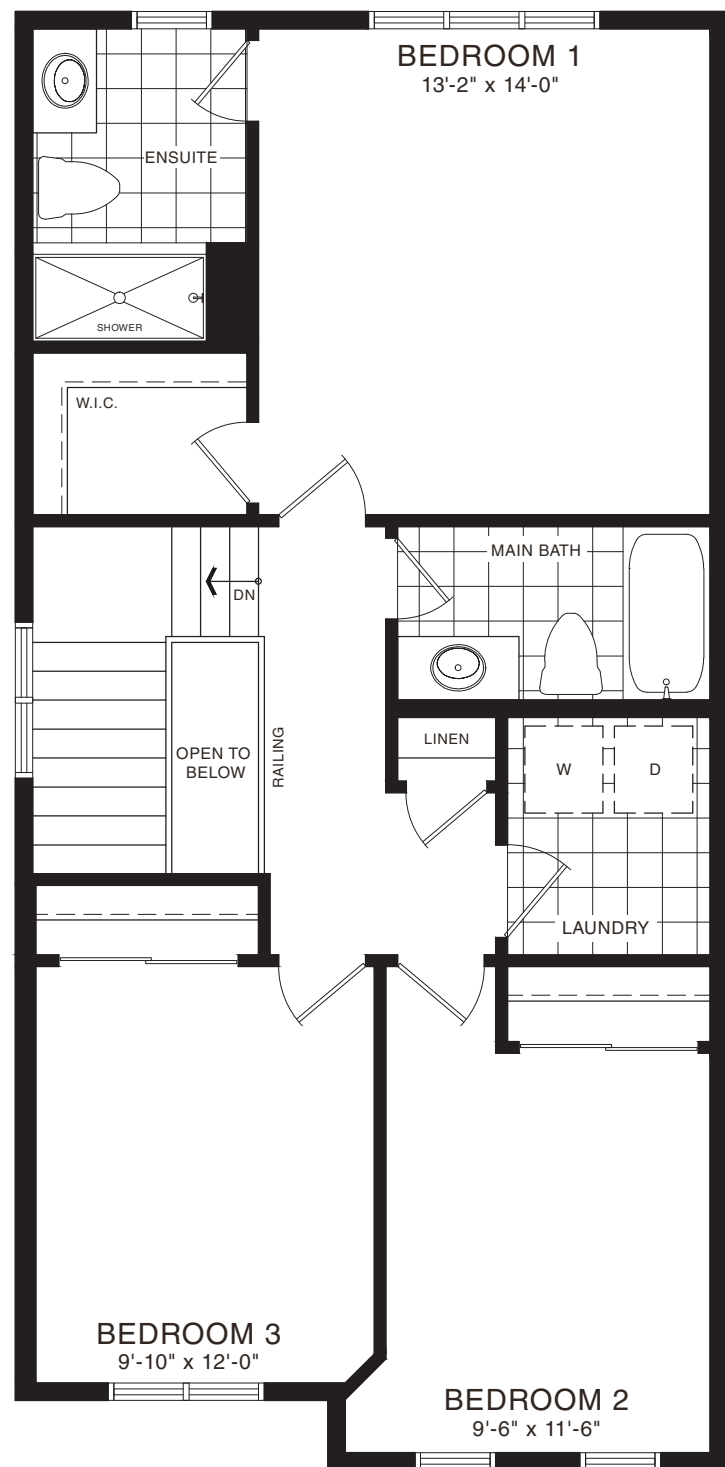 BEDROOM 1
13'-2" x 14'-0"
ENSUITE
SHOWER
W.I.C.
MAIN BATH
DN
LINEN
W
D
OPEN TO
BELOW
RAILING
LAUNDRY
BEDROOM 3
9'-10" x 12'-0"
BEDROOM 2
9'-6" x 11'-6"